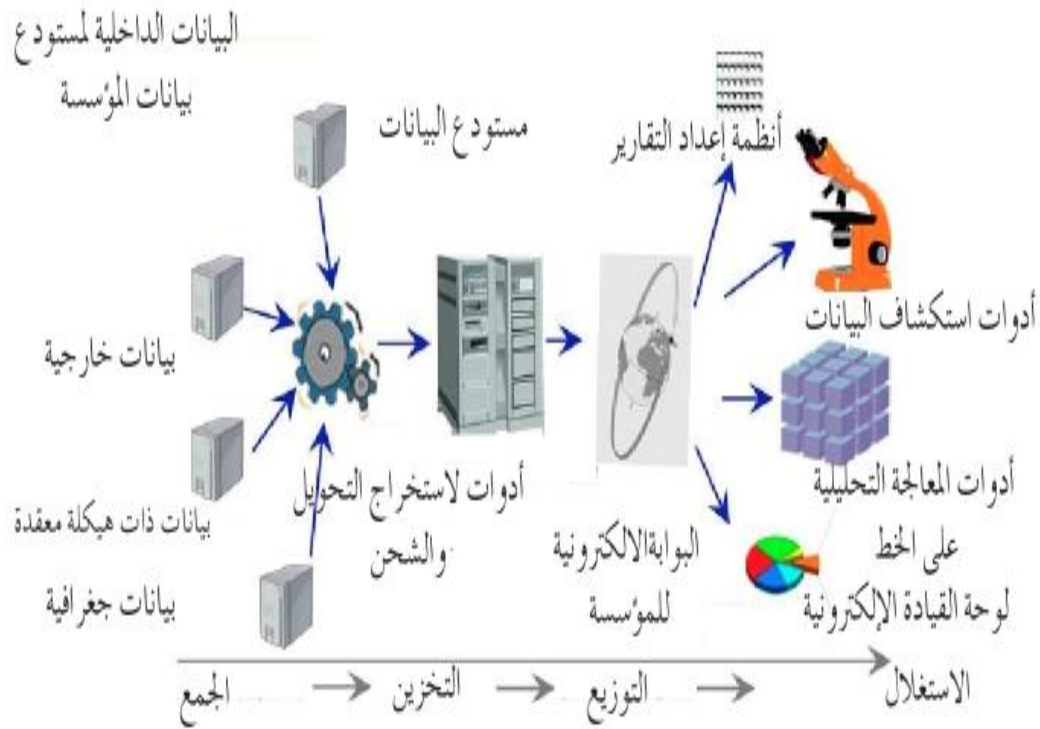 البيانات الداخلية لمستودع
بيانات المؤسسة
مستودع البيانات
أنظمة إعداد التقارير
أدوات استكشاف البيانات
بيانات خارجية
أدوات لاستخراج التحويل
والشحن
أدوات المعالجة التحليلية
على الخط
بيانات ذات هيكلة معقدة
البوابة الالكترونية
للمؤسسة
لوحة القيادة الإلكترونية
بيانات جغرافية
الجمع
التخزين
التوزيع
الاستغلال